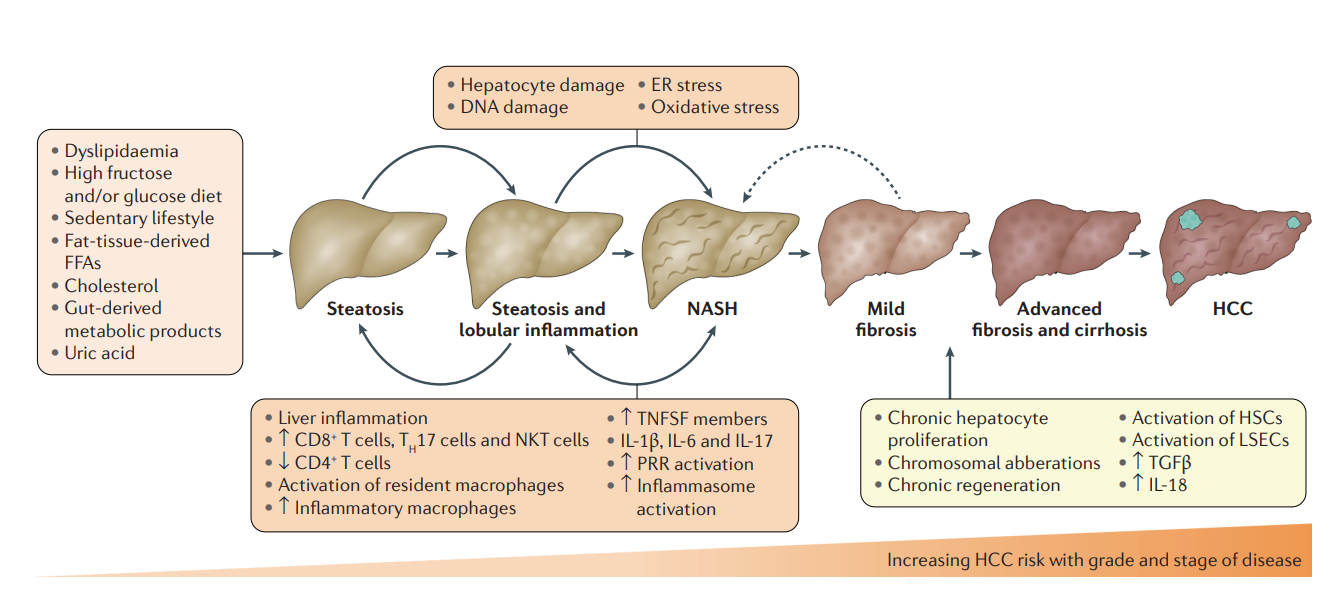 • Hepatocyte damage
• DNA damage
• ER stress
• Oxidative stress
• Dyslipidaemia
• High fructose
and/or glucose diet
• Sedentary lifestyle
• Fat-tissue-derived
FFAs
• Cholesterol
• Gut-derived
metabolic products
• Uric acid
Steatosis
Steatosis and
lobular inflammation
NASH
Mild
fibrosis
Advanced
fibrosis and cirrhosis
HCC
• Liver inflammation
• ↑ CD8⁺ T cells, T_H17 cells and NKT cells
• ↓ CD4⁺ T cells
• Activation of resident macrophages
• ↑ Inflammatory macrophages
• ↑ TNFSF members
• IL-1β, IL-6 and IL-17
• ↑ PRR activation
• ↑ Inflammasome
activation
• Chronic hepatocyte
proliferation
• Chromosomal abberations
• Chronic regeneration
• Activation of HSCs
• Activation of LSECs
• ↑ TGFβ
• ↑ IL-18
Increasing HCC risk with grade and stage of disease